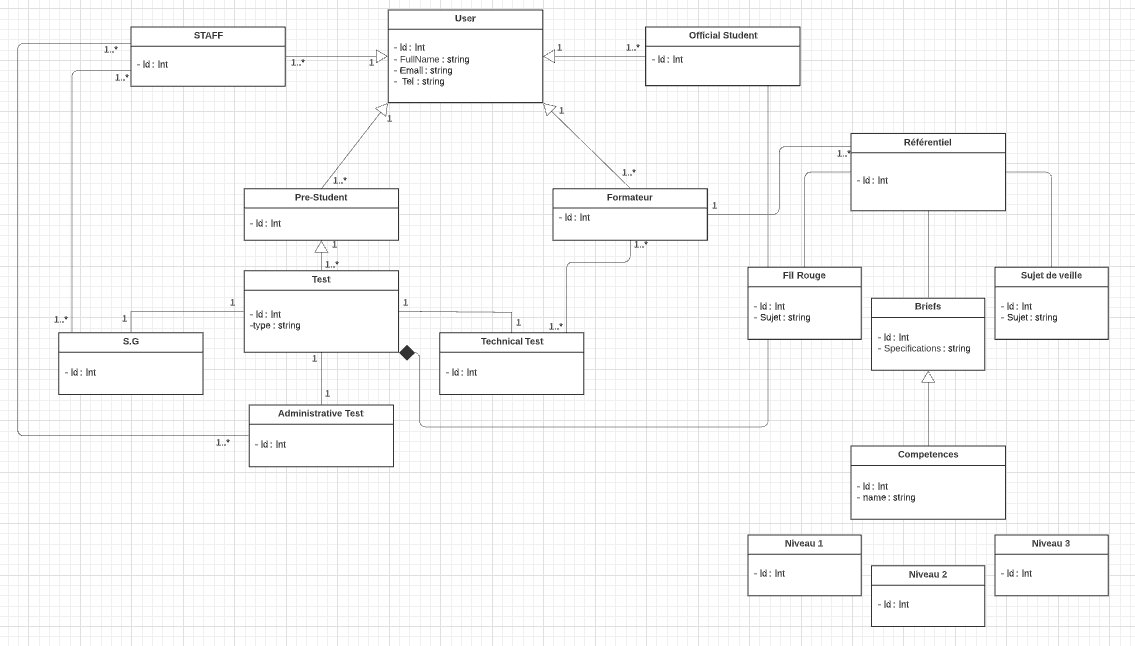 User
- Id : Int
- FullName : string
- Email : string
- Tel : string
STAFF
- Id : Int
Official Student
- Id : Int
1..*
1..*
1..*
1
1
1..*
1
1
1..*
1..*
Pre-Student
- Id : Int
Formateur
- Id : Int
Référentiel
- Id : Int
1..*
1
1
1..*
1..*
Test
- Id : Int
-type : string
Fil Rouge
- Id : Int
- Sujet : string
Briefs
- Id : Int
- Specifications : string
Sujet de veille
- Id : Int
- Sujet : string
1
1
1
1
1..*
1..*
S.G
- Id : Int
Technical Test
- Id : Int
1
1
1..*
Administrative Test
- Id : Int
Competences
- Id : Int
- name : string
Niveau 1
- Id : Int
Niveau 2
- Id : Int
Niveau 3
- Id : Int